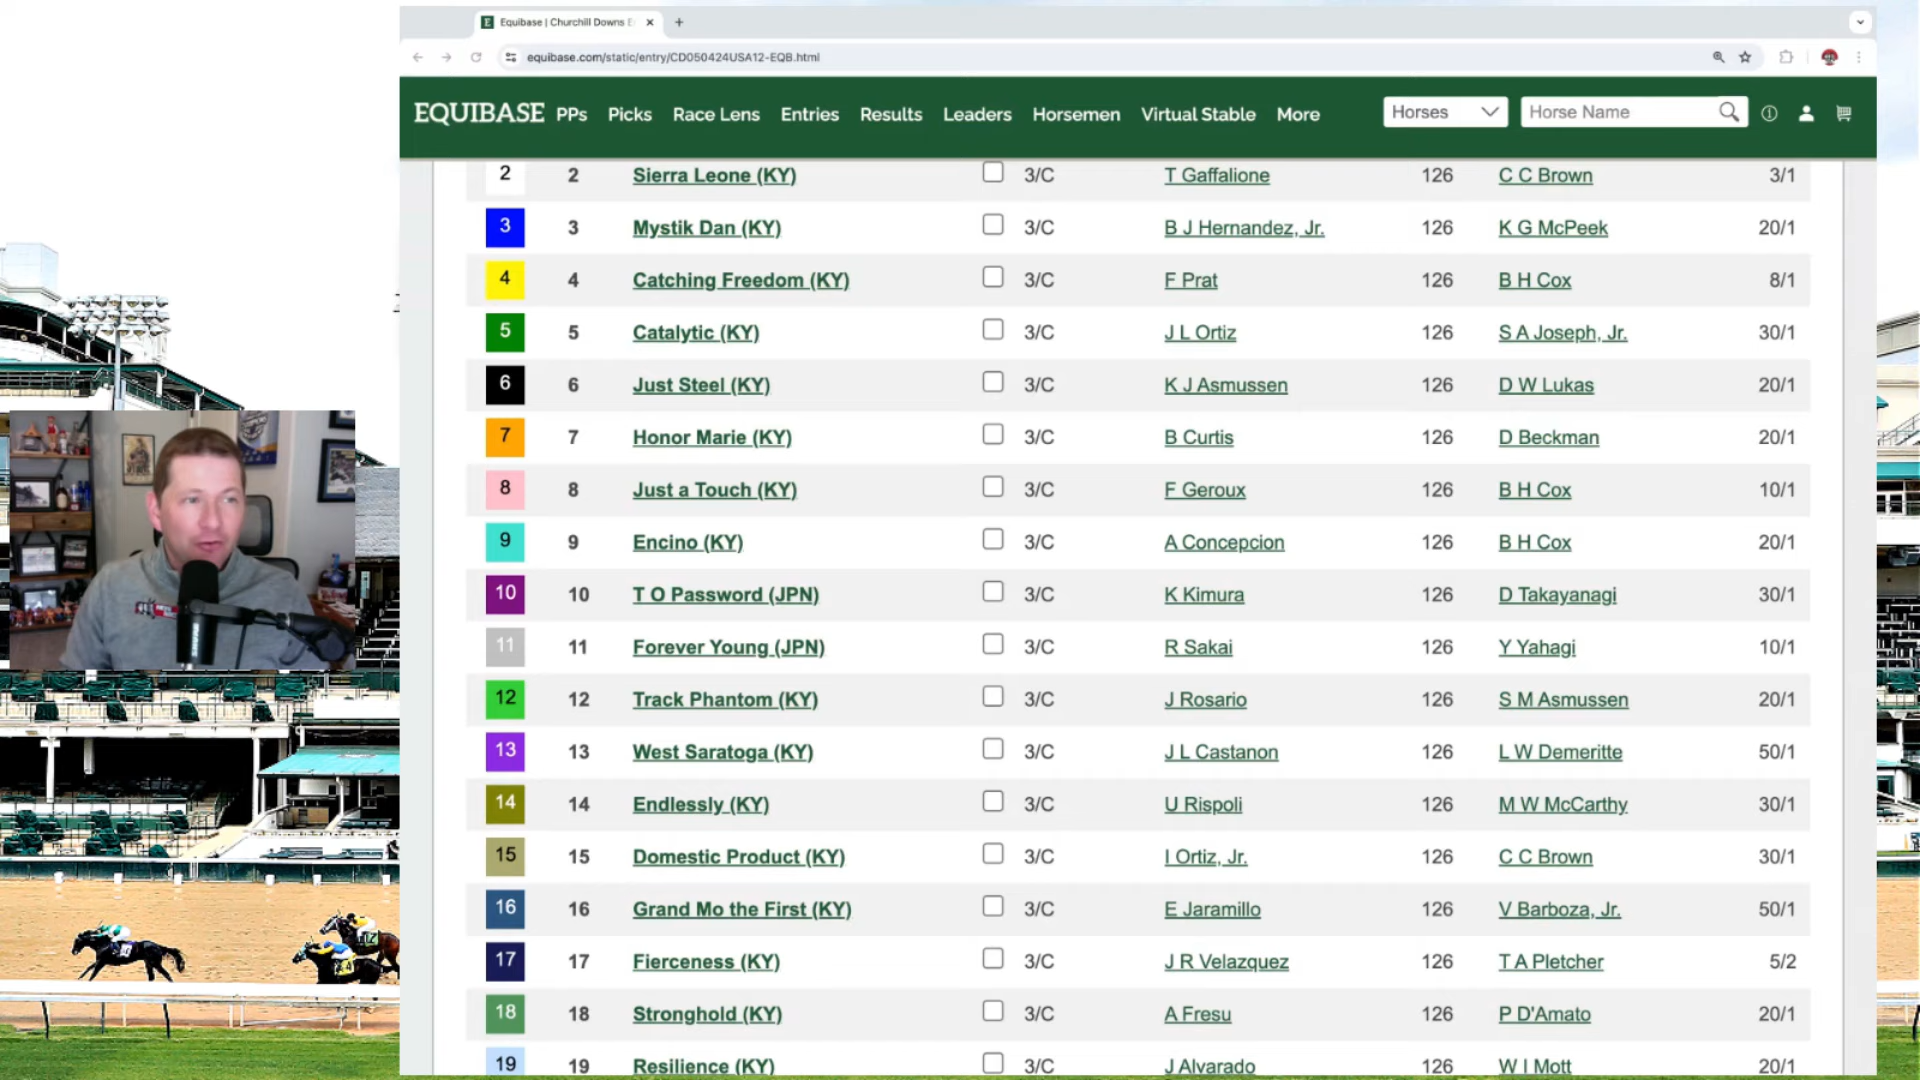 Equibase | Churchill Downs E
equibase.com/static/entry/CD050424USA12-EQB.html
EQUIBASE PPs Picks Race Lens Entries Results Leaders Horsemen Virtual Stable More Horses Horse Name
2 2 Sierra Leone (KY) 3/C T Gaffalione 126 C C Brown 3/1
3 3 Mystik Dan (KY) 3/C B J Hernandez, Jr. 126 K G McPeek 20/1
4 4 Catching Freedom (KY) 3/C F Prat 126 B H Cox 8/1
5 5 Catalytic (KY) 3/C J L Ortiz 126 S A Joseph, Jr. 30/1
6 6 Just Steel (KY) 3/C K J Asmussen 126 D W Lukas 20/1
7 7 Honor Marie (KY) 3/C B Curtis 126 D Beckman 20/1
8 8 Just a Touch (KY) 3/C F Geroux 126 B H Cox 10/1
9 9 Encino (KY) 3/C A Concepcion 126 B H Cox 20/1
10 10 T O Password (JPN) 3/C K Kimura 126 D Takayanagi 30/1
11 11 Forever Young (JPN) 3/C R Sakai 126 Y Yahagi 10/1
12 12 Track Phantom (KY) 3/C J Rosario 126 S M Asmussen 20/1
13 13 West Saratoga (KY) 3/C J L Castanon 126 L W Demeritte 50/1
14 14 Endlessly (KY) 3/C U Rispoli 126 M W McCarthy 30/1
15 15 Domestic Product (KY) 3/C I Ortiz, Jr. 126 C C Brown 30/1
16 16 Grand Mo the First (KY) 3/C E Jaramillo 126 V Barboza, Jr. 50/1
17 17 Fierceness (KY) 3/C J R Velazquez 126 T A Pletcher 5/2
18 18 Stronghold (KY) 3/C A Fresu 126 P D'Amato 20/1
19 19 Resilience (KY) 3/C J Alvarado 126 W I Mott 20/1